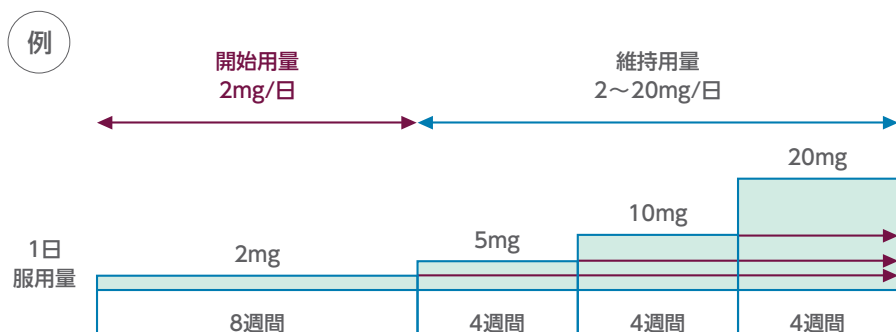 例
開始用量
2mg/日
維持用量
2～20mg/日
20mg
10mg
5mg
2mg
1日
服用量
8週間
4週間
4週間
4週間